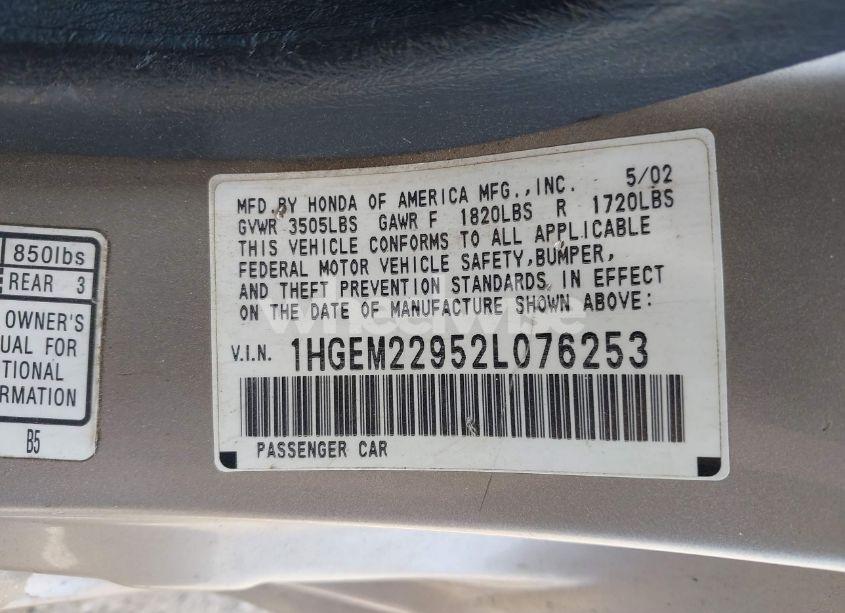 MFD BY HONDA OF AMERICA MFG., INC. 5/02
GVWR 3505LBS GAWR F 1820LBS R 1720LBS
THIS VEHICLE CONFORMS TO ALL APPLICABLE
FEDERAL MOTOR VEHICLE SAFETY, BUMPER,
AND THEFT PREVENTION STANDARDS IN EFFECT
ON THE DATE OF MANUFACTURE SHOWN ABOVE:
V.I.N. 1HGEM22952L076253
PASSENGER CAR
850lbs
REAR 3
OWNER'S
UAL FOR
TIONAL
RMATION
B5